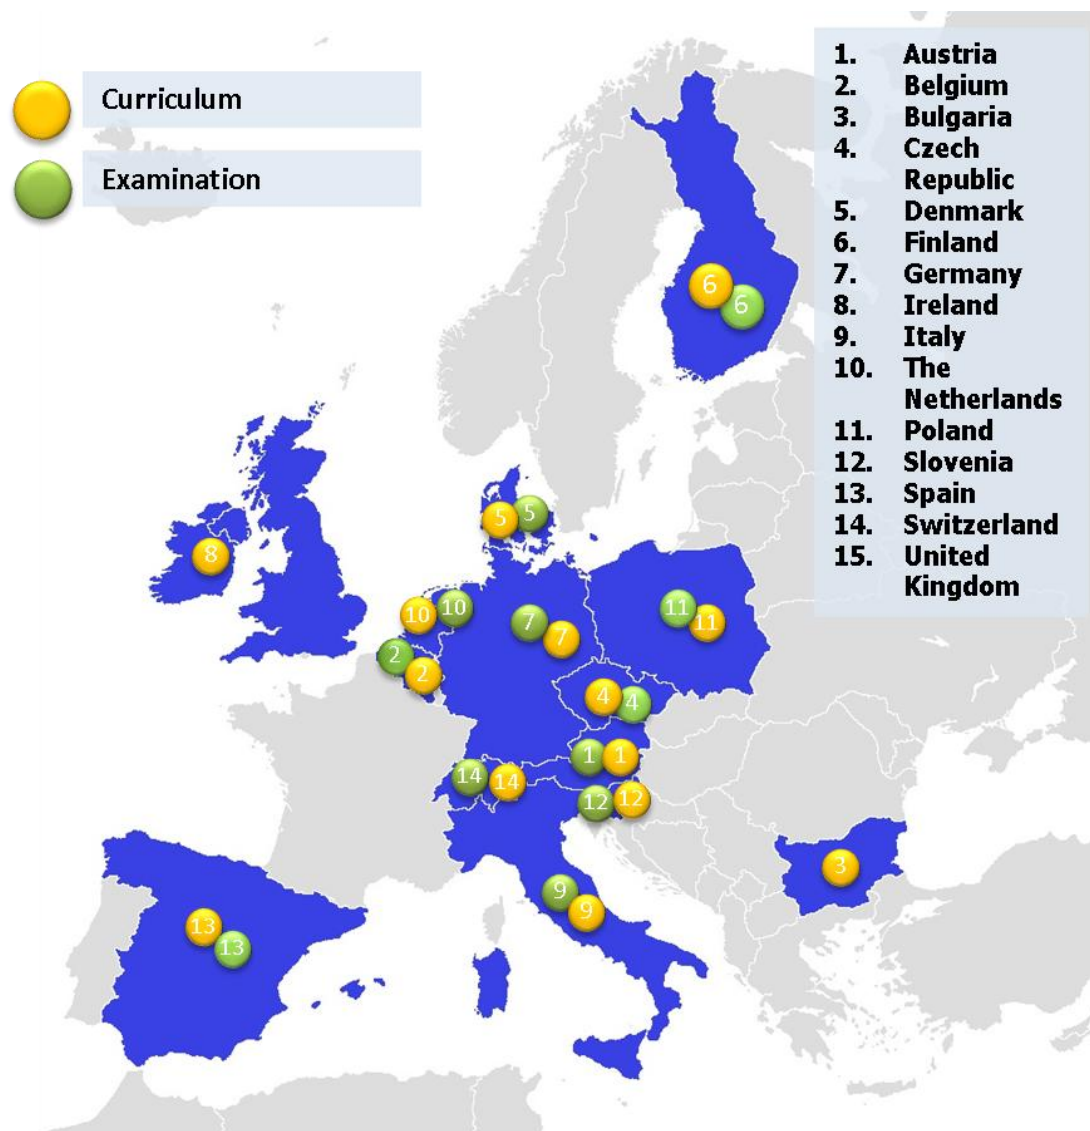 Curriculum
Examination
1. Austria
2. Belgium
3. Bulgaria
4. Czech
Republic
5. Denmark
6. Finland
7. Germany
8. Ireland
9. Italy
10. The
Netherlands
11. Poland
12. Slovenia
13. Spain
14. Switzerland
15. United
Kingdom
6
6
5
5
8
10
10
7
7
11
11
2
2
4
4
1
1
14
14
12
12
3
9
9
13
13